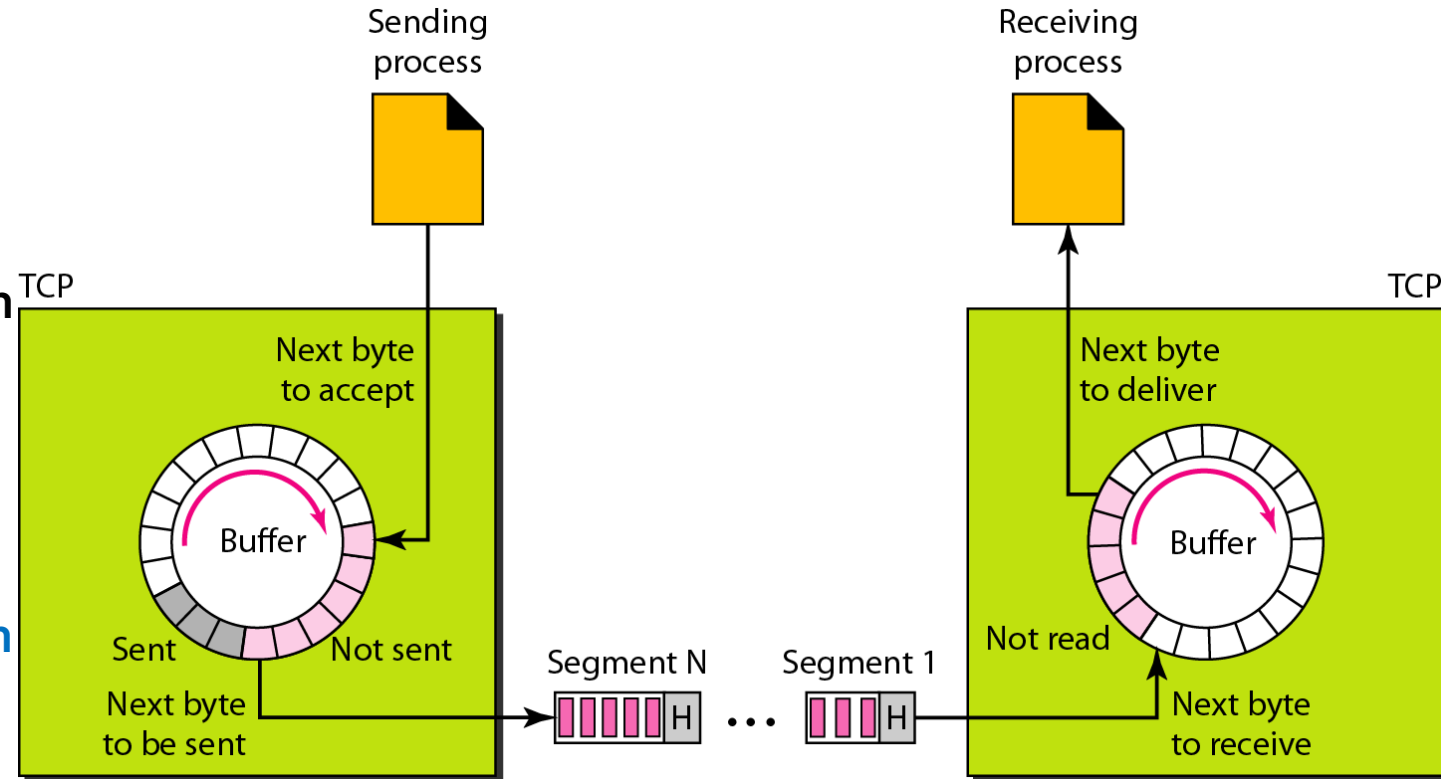 Sending
process
Receiving
process
TCP
TCP
n
Next byte
to accept
Next byte
to deliver
Buffer
Buffer
n
Sent
Not sent
Not read
Segment N
Segment 1
Next byte
to be sent
H
...
H
Next byte
to receive